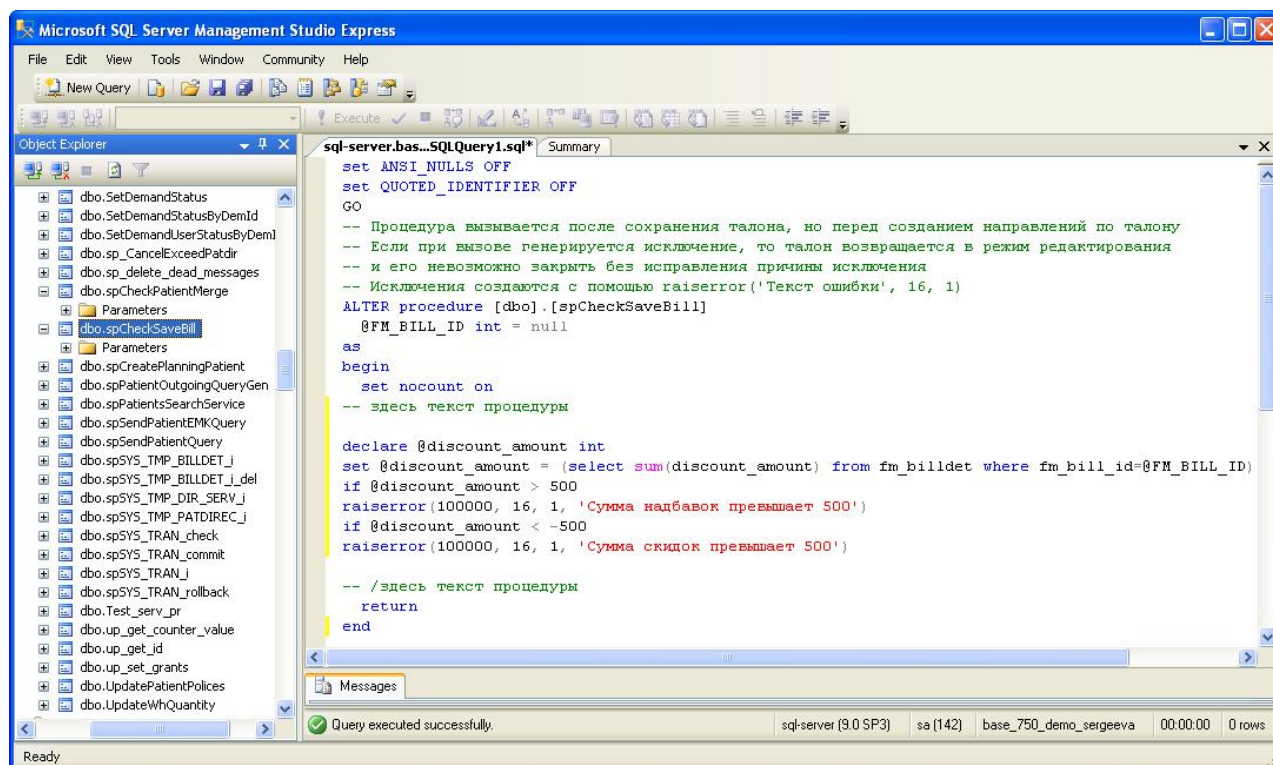 Microsoft SQL Server Management Studio Express
File Edit View Tools Window Community Help
New Query
Execute
Object Explorer
sql-server.bas...SQLQuery1.sql* Summary
dbo.SetDemandStatus
dbo.SetDemandStatusByDemId
dbo.SetDemandUserStatusByDemI
dbo.sp_CancelExceedPatdir
dbo.sp_delete_dead_messages
dbo.spCheckPatientMerge
Parameters
dbo.spCheckSaveBill
Parameters
dbo.spCreatePlanningPatient
dbo.spPatientOutgoingQueryGen
dbo.spPatientsSearchService
dbo.spSendPatientEMKQuery
dbo.spSendPatientQuery
dbo.spSYS_TMP_BILLDET_i
dbo.spSYS_TMP_BILLDET_i_del
dbo.spSYS_TMP_DIR_SERV_i
dbo.spSYS_TMP_PATDIREC_i
dbo.spSYS_TRAN_check
dbo.spSYS_TRAN_commit
dbo.spSYS_TRAN_i
dbo.spSYS_TRAN_rollback
dbo.Test_serv_pr
dbo.up_get_counter_value
dbo.up_get_id
dbo.up_set_grants
dbo.UpdatePatientPolices
dbo.UpdateWhQuantity
set ANSI_NULLS OFF
set QUOTED_IDENTIFIER OFF
GO
-- Процедура вызывается после сохранения талона, но перед созданием направлений по талону
-- Если при вызове генерируется исключение, то талон возвращается в режим редактирования
-- и его невозможно закрыть без исправления причины исключения
-- Исключения создаются с помощью raiserror('Текст ошибки', 16, 1)
ALTER procedure [dbo].[spCheckSaveBill]
@FM_BILL_ID int = null
as
begin
set nocount on
-- здесь текст процедуры
declare @discount_amount int
set @discount_amount = (select sum(discount_amount) from fm_billdet where fm_bill_id=@FM_BILL_ID)
if @discount_amount > 500
raiserror(100000, 16, 1, 'Сумма надбавок превышает 500')
if @discount_amount < -500
raiserror(100000, 16, 1, 'Сумма скидок превышает 500')
-- /здесь текст процедуры
return
end
Messages
Query executed successfully. sql-server (9.0 SP3) sa (142) base_750_demo_sergeeva 00:00:00 0 rows
Ready